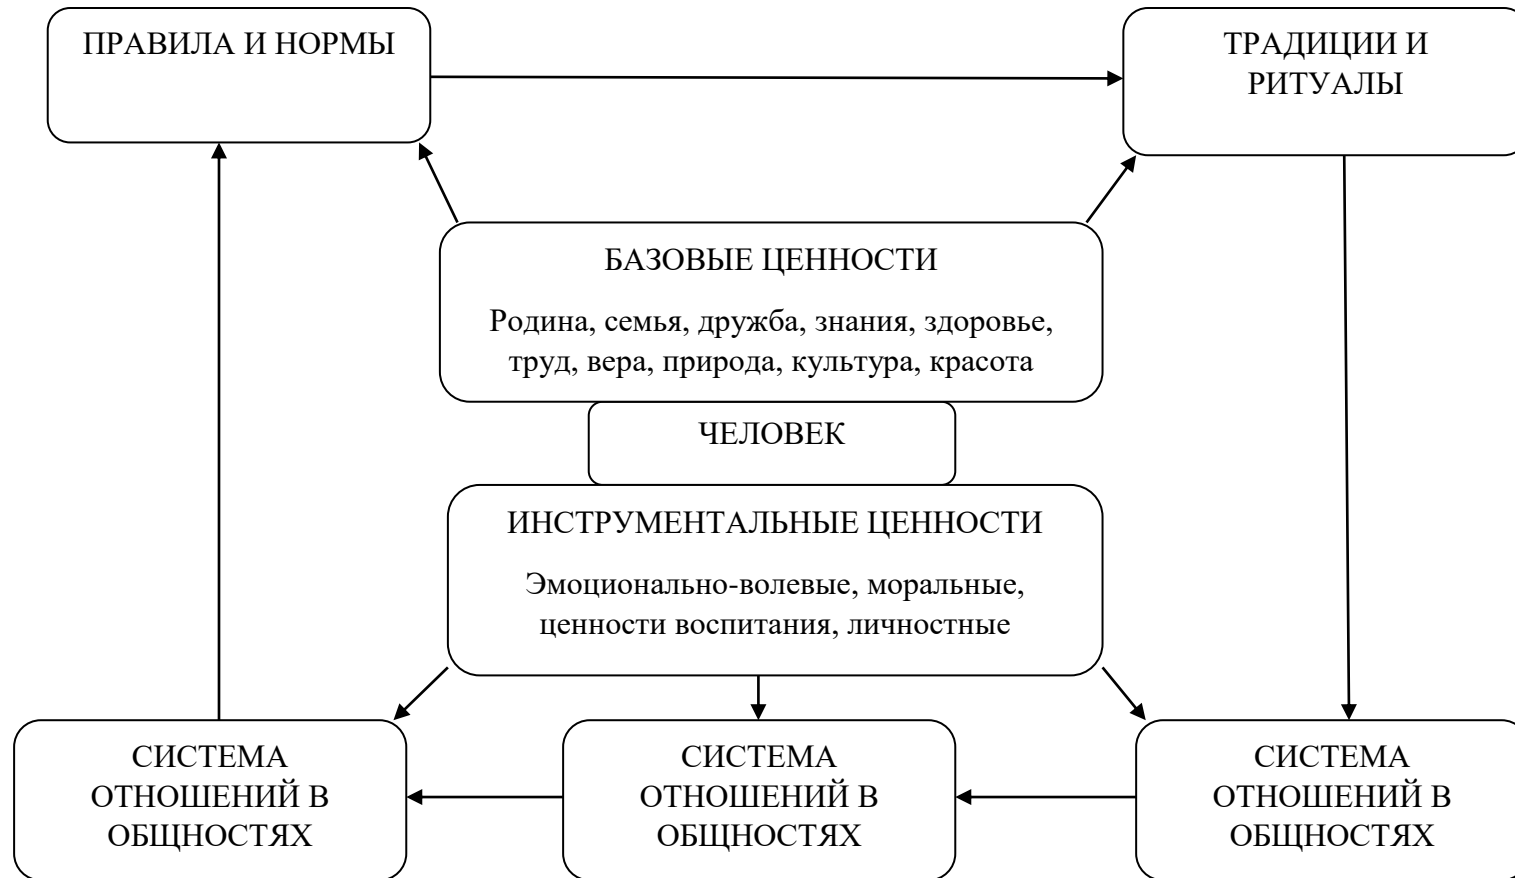 ПРАВИЛА И НОРМЫ
ТРАДИЦИИ И
РИТУАЛЫ
БАЗОВЫЕ ЦЕННОСТИ
Родина, семья, дружба, знания, здоровье,
труд, вера, природа, культура, красота
ЧЕЛОВЕК
ИНСТРУМЕНТАЛЬНЫЕ ЦЕННОСТИ
Эмоционально-волевые, моральные,
ценности воспитания, личностные
СИСТЕМА
ОТНОШЕНИЙ В
ОБЩНОСТЯХ
СИСТЕМА
ОТНОШЕНИЙ В
ОБЩНОСТЯХ
СИСТЕМА
ОТНОШЕНИЙ В
ОБЩНОСТЯХ